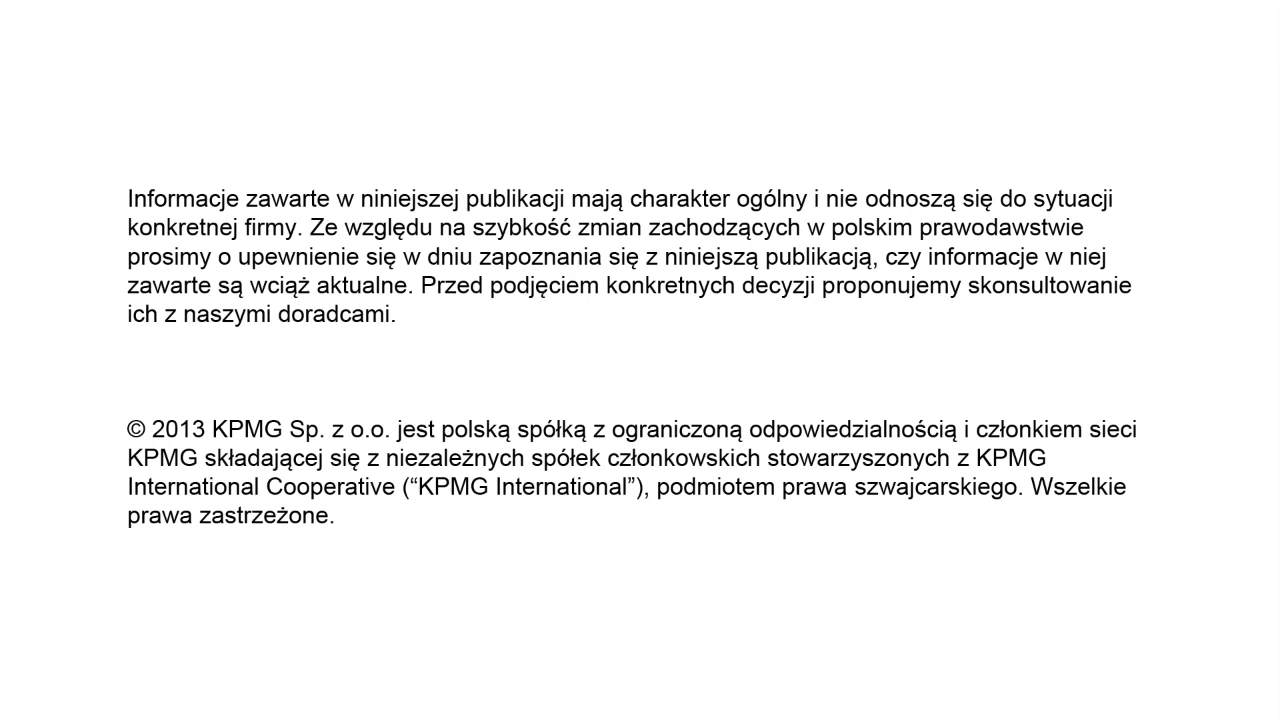 Informacje zawarte w niniejszej publikacji mają charakter ogólny i nie odnoszą się do sytuacji
konkretnej firmy. Ze względu na szybkość zmian zachodzących w polskim prawodawstwie
prosimy o upewnienie się w dniu zapoznania się z niniejszą publikacją, czy informacje w niej
zawarte są wciąż aktualne. Przed podjęciem konkretnych decyzji proponujemy skonsultowanie
ich z naszymi doradcami.
© 2013 KPMG Sp. z o.o. jest polską spółką z ograniczoną odpowiedzialnością i członkiem sieci
KPMG składającej się z niezależnych spółek członkowskich stowarzyszonych z KPMG
International Cooperative (“KPMG International”), podmiotem prawa szwajcarskiego. Wszelkie
prawa zastrzeżone.